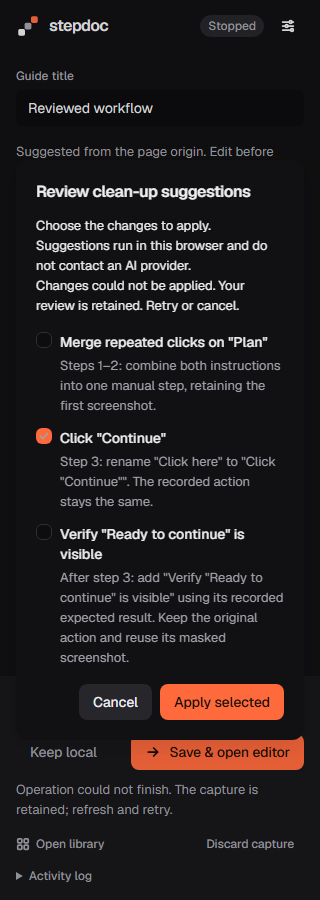 stepdoc
Stopped
Guide title
Reviewed workflow
Suggested from the page origin. Edit before
Review clean-up suggestions
Choose the changes to apply.
Suggestions run in this browser and do
not contact an AI provider.
Changes could not be applied. Your
review is retained. Retry or cancel.
Merge repeated clicks on "Plan"
Steps 1–2: combine both instructions
into one manual step, retaining the
first screenshot.
Click "Continue"
Step 3: rename "Click here" to "Click
"Continue"". The recorded action
stays the same.
Verify "Ready to continue" is
visible
After step 3: add "Verify "Ready to
continue" is visible" using its recorded
expected result. Keep the original
action and reuse its masked
screenshot.
Cancel
Apply selected
Keep local
Save & open editor
Operation could not finish. The capture is
retained; refresh and retry.
Open library
Discard capture
Activity log